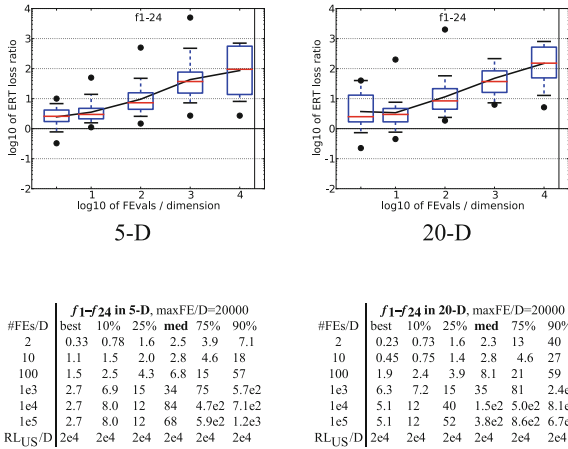 f1-24
4
3
2
1
0
-1
-2
log10 of ERT loss ratio
1 2 3 4
log10 of FEvals / dimension
5-D
f1-24
4
3
2
1
0
-1
-2
log10 of ERT loss ratio
1 2 3 4
log10 of FEvals / dimension
20-D
f1–f24 in 5-D, maxFE/D=20000
#FEs/D best 10% 25% med 75% 90%
2 0.33 0.78 1.6 2.5 3.9 7.1
10 1.1 1.5 2.0 2.8 4.6 18
100 1.5 2.5 4.3 6.8 15 57
1e3 2.7 6.9 15 34 75 5.7e2
1e4 2.7 8.0 12 84 4.7e2 7.1e2
1e5 2.7 8.0 12 68 5.9e2 1.2e3
RLUS/D 2e4 2e4 2e4 2e4 2e4 2e4
f1–f24 in 20-D, maxFE/D=20000
#FEs/D best 10% 25% med 75% 90%
2 0.23 0.73 1.6 2.3 13 40
10 0.45 0.75 1.4 2.8 4.6 27
100 1.9 2.4 3.9 8.1 21 59
1e3 6.3 7.2 15 35 81 2.4e
1e4 5.1 12 40 1.5e2 5.0e2 8.1e
1e5 5.1 12 52 3.8e2 8.6e2 6.7e
RLUS/D 2e4 2e4 2e4 2e4 2e4 2e4